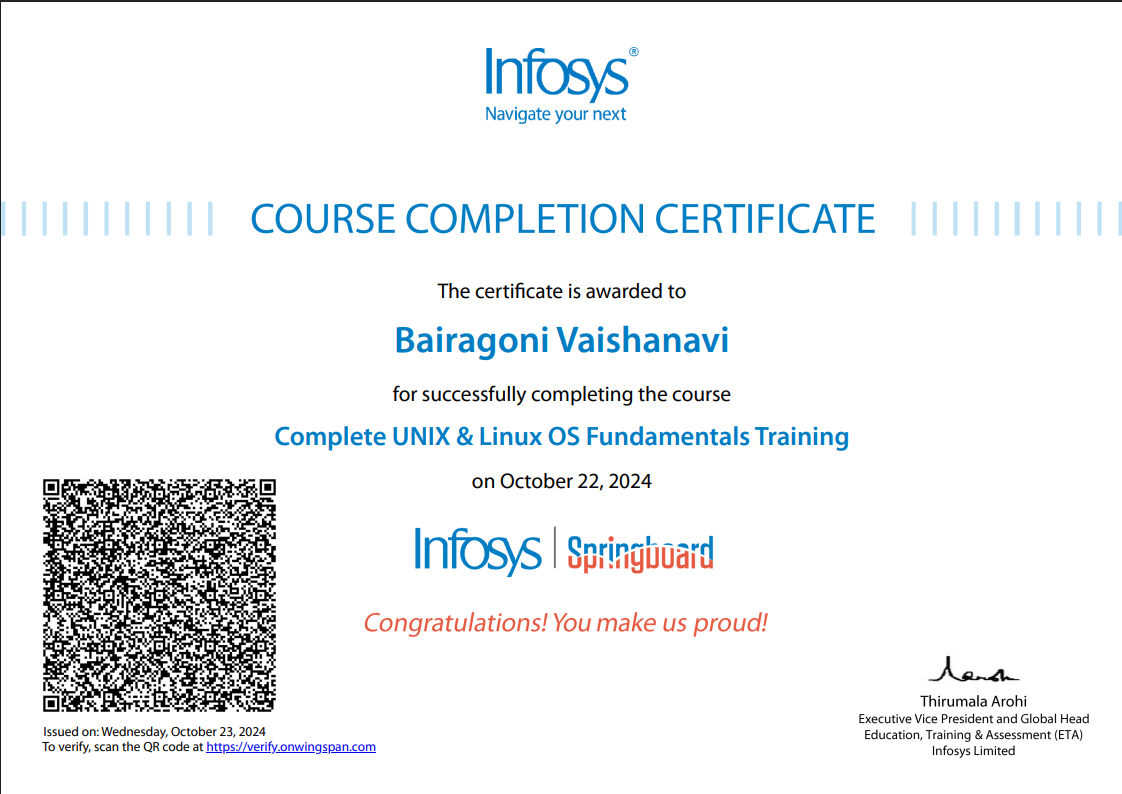 Infosys®
Navigate your next
COURSE COMPLETION CERTIFICATE
The certificate is awarded to
Bairagoni Vaishanavi
for successfully completing the course
Complete UNIX & Linux OS Fundamentals Training
on October 22, 2024
Infosys | Springboard
Congratulations! You make us proud!
Issued on: Wednesday, October 23, 2024
To verify, scan the QR code at https://verify.onwingspan.com
Thirumala Arohi
Executive Vice President and Global Head
Education, Training & Assessment (ETA)
Infosys Limited